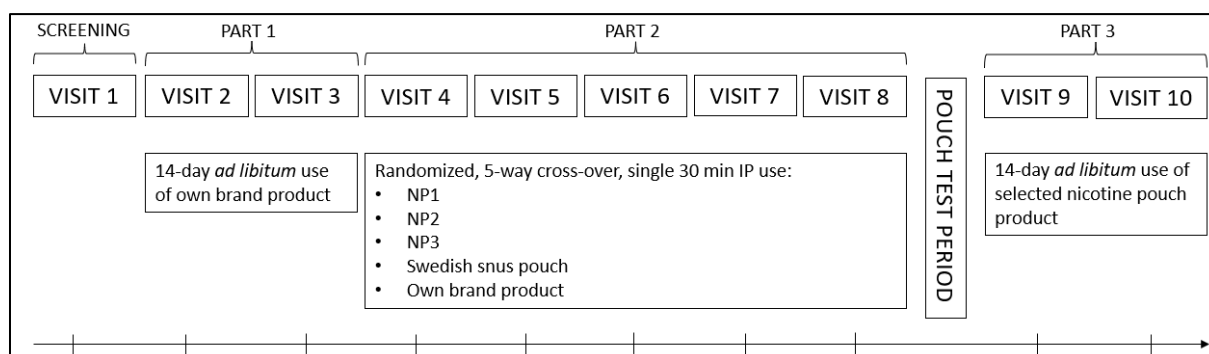 SCREENING PART 1 PART 2 PART 3
VISIT 1 VISIT 2 VISIT 3 VISIT 4 VISIT 5 VISIT 6 VISIT 7 VISIT 8 POUCH TEST PERIOD VISIT 9 VISIT 10
14-day ad libitum use
of own brand product
Randomized, 5-way cross-over, single 30 min IP use:
• NP1
• NP2
• NP3
• Swedish snus pouch
• Own brand product
14-day ad libitum use of
selected nicotine pouch
product